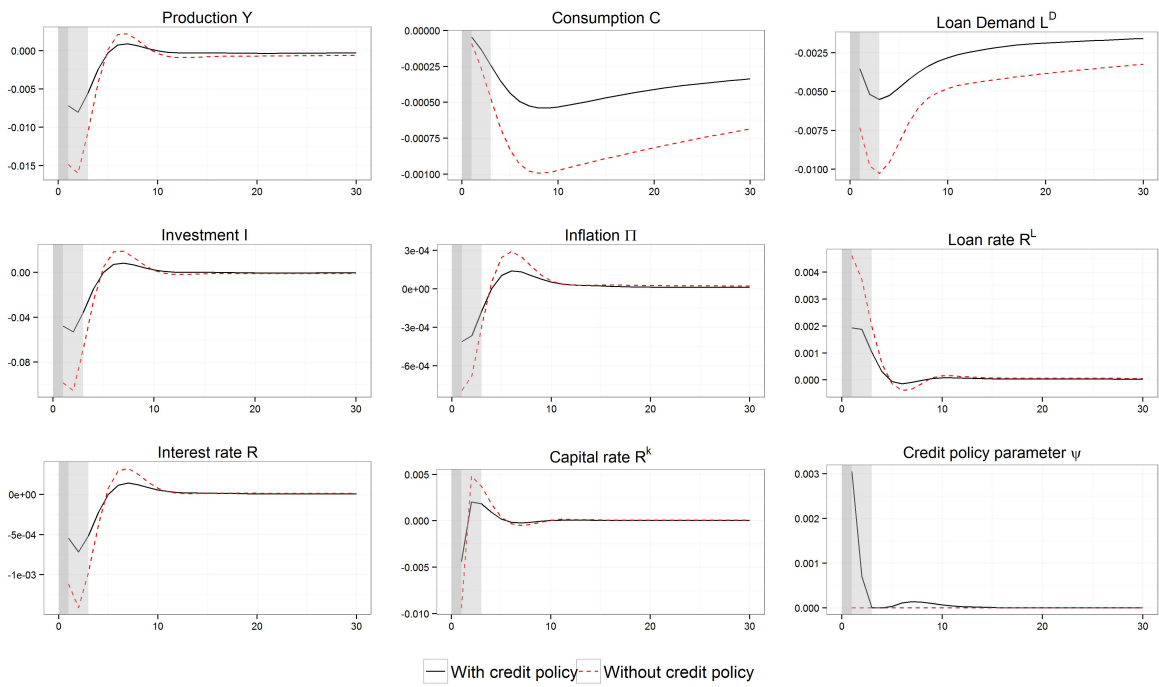 Production Y
0.000
-0.005
-0.010
-0.015
0 10 20 30
Consumption C
0.00000
-0.00025
-0.00050
-0.00075
-0.00100
0 10 20 30
Loan Demand L^D
-0.0025
-0.0050
-0.0075
-0.0100
0 10 20 30
Investment I
0.00
-0.04
-0.08
0 10 20 30
Inflation Π
3e-04
0e+00
-3e-04
-6e-04
0 10 20 30
Loan rate R^L
0.004
0.003
0.002
0.001
0.000
0 10 20 30
Interest rate R
0e+00
-5e-04
-1e-03
0 10 20 30
Capital rate R^k
0.005
0.000
-0.005
-0.010
0 10 20 30
Credit policy parameter ψ
0.003
0.002
0.001
0.000
0 10 20 30
With credit policy Without credit policy